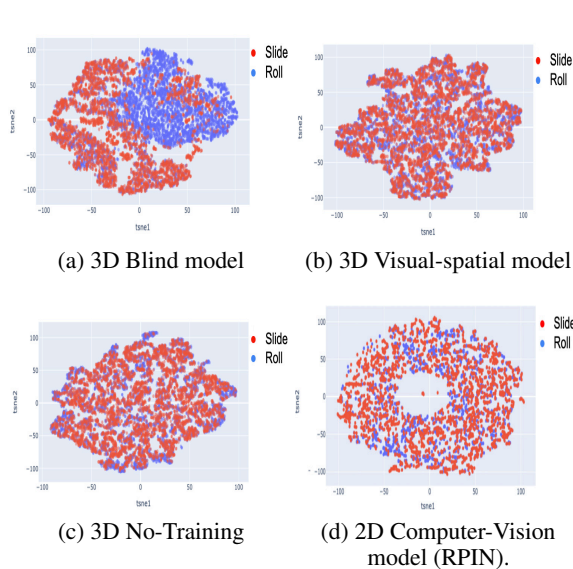 Slide
Roll
100
50
0
−50
−100
tsne2
−100 −50 0 50 100
tsne1
(a) 3D Blind model
Slide
Roll
100
50
0
−50
−100
tsne2
−100 −50 0 50 100
tsne1
(b) 3D Visual-spatial model
Slide
Roll
100
50
0
−50
−100
tsne2
−100 −50 0 50 100
tsne1
(c) 3D No-Training
Slide
Roll
100
50
0
−50
−100
tsne2
−100 −50 0 50 100
tsne1
(d) 2D Computer-Vision
model (RPIN).